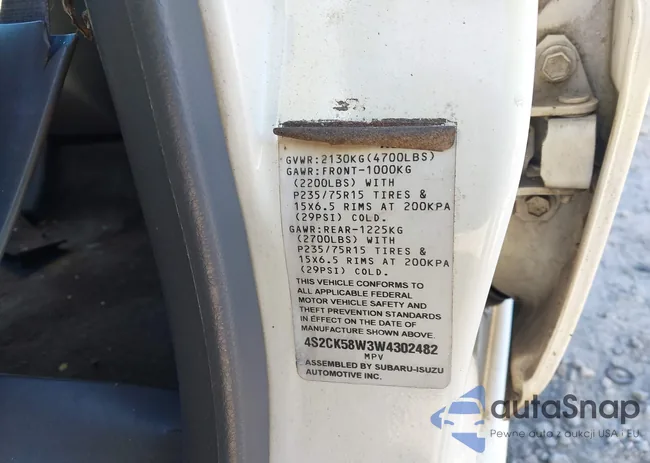 GVWR:2130KG(4700LBS)
GAWR:FRONT-1000KG
(2200LBS) WITH
P235/75R15 TIRES &
15X6.5 RIMS AT 200KPA
(29PSI) COLD.
GAWR:REAR-1225KG
(2700LBS) WITH
P235/75R15 TIRES &
15X6.5 RIMS AT 200KPA
(29PSI) COLD.
THIS VEHICLE CONFORMS TO
ALL APPLICABLE FEDERAL
MOTOR VEHICLE SAFETY AND
THEFT PREVENTION STANDARDS
IN EFFECT ON THE DATE OF
MANUFACTURE SHOWN ABOVE.
4S2CK58W3W4302482
MPV
ASSEMBLED BY SUBARU-ISUZU
AUTOMOTIVE INC.
autoSnap
Pewne auto z aukcji USA i EU